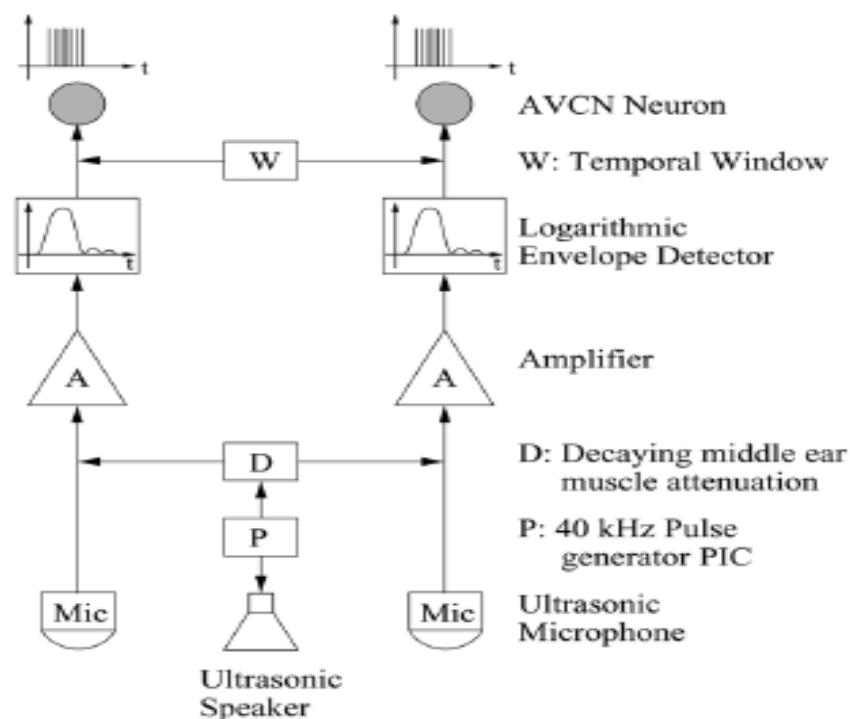 t
t
AVCN Neuron
W
W: Temporal Window
t
t
Logarithmic
Envelope Detector
A
A
Amplifier
D
D: Decaying middle ear
muscle attenuation
P
P: 40 kHz Pulse
generator PIC
Mic
Mic
Ultrasonic
Microphone
Ultrasonic
Speaker